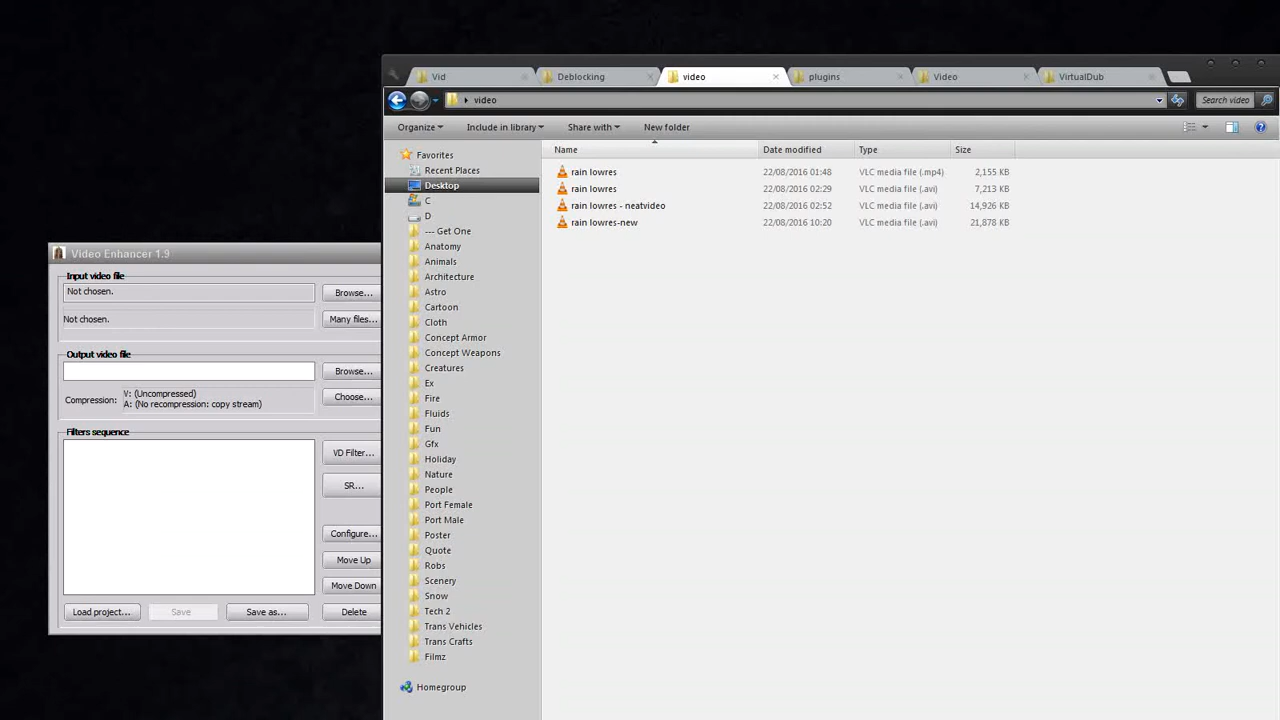 Vid
Deblocking
video
plugins
Video
VirtualDub
video
Search video
Organize
Include in library
Share with
New folder
Favorites
Recent Places
Desktop
C
D
--- Get One
Anatomy
Animals
Architecture
Astro
Cartoon
Cloth
Concept Armor
Concept Weapons
Creatures
Ex
Fire
Fluids
Fun
Gfx
Holiday
Nature
People
Port Female
Port Male
Poster
Quote
Robs
Scenery
Snow
Tech 2
Trans Vehicles
Trans Crafts
Filmz
Homegroup
Name Date modified Type Size
rain lowres 22/08/2016 01:48 VLC media file (.mp4) 2,155 KB
rain lowres 22/08/2016 02:29 VLC media file (.avi) 7,213 KB
rain lowres - neatvideo 22/08/2016 02:52 VLC media file (.avi) 14,926 KB
rain lowres-new 22/08/2016 10:20 VLC media file (.avi) 21,878 KB
Video Enhancer 1.9
Input video file
Not chosen. Browse...
Not chosen. Many files...
Output video file
Browse...
Compression: V: (Uncompressed)
A: (No recompression: copy stream) Choose...
Filters sequence
VD Filter...
SR...
Configure...
Move Up
Move Down
Load project... Save Save as... Delete